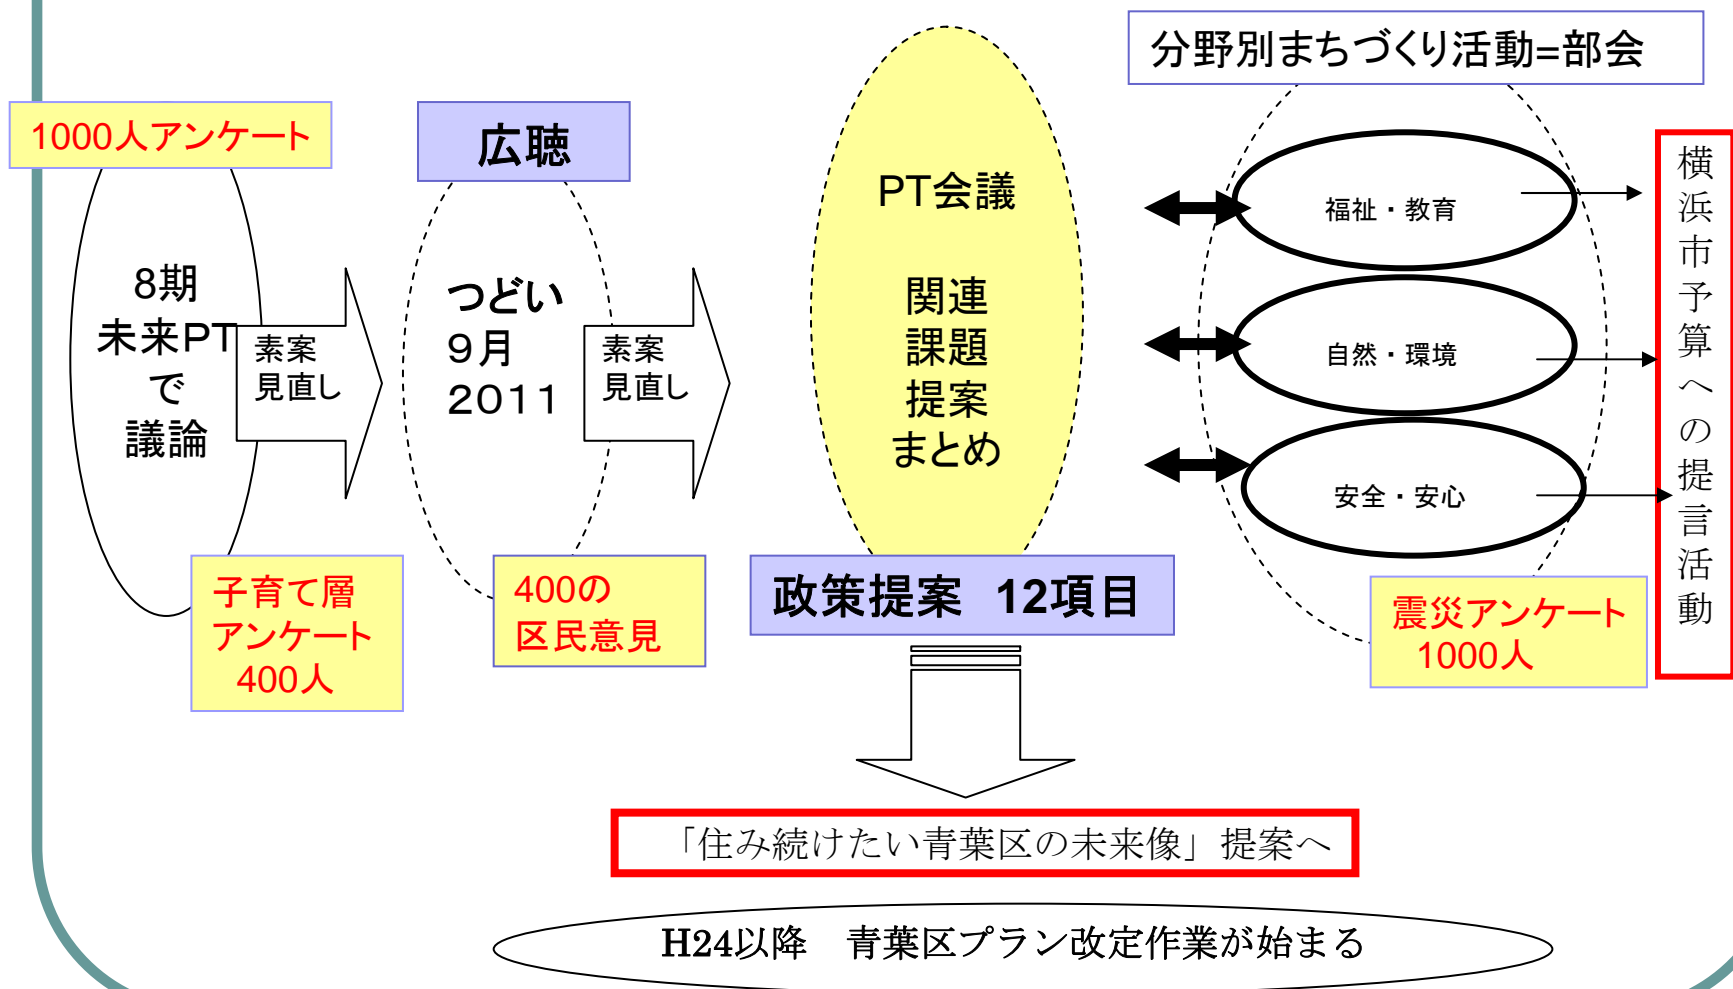 1000人アンケート
8期
未来PT
で
議論
子育て層
アンケート
400人
素案
見直し
広聴
つどい
９月
２０１１
400の
区民意見
素案
見直し
PT会議
関連
課題
提案
まとめ
政策提案　12項目
分野別まちづくり活動=部会
福祉・教育
自然・環境
安全・安心
震災アンケート
1000人
横浜市予算への提言活動
「住み続けたい青葉区の未来像」提案へ
H24以降　青葉区プラン改定作業が始まる